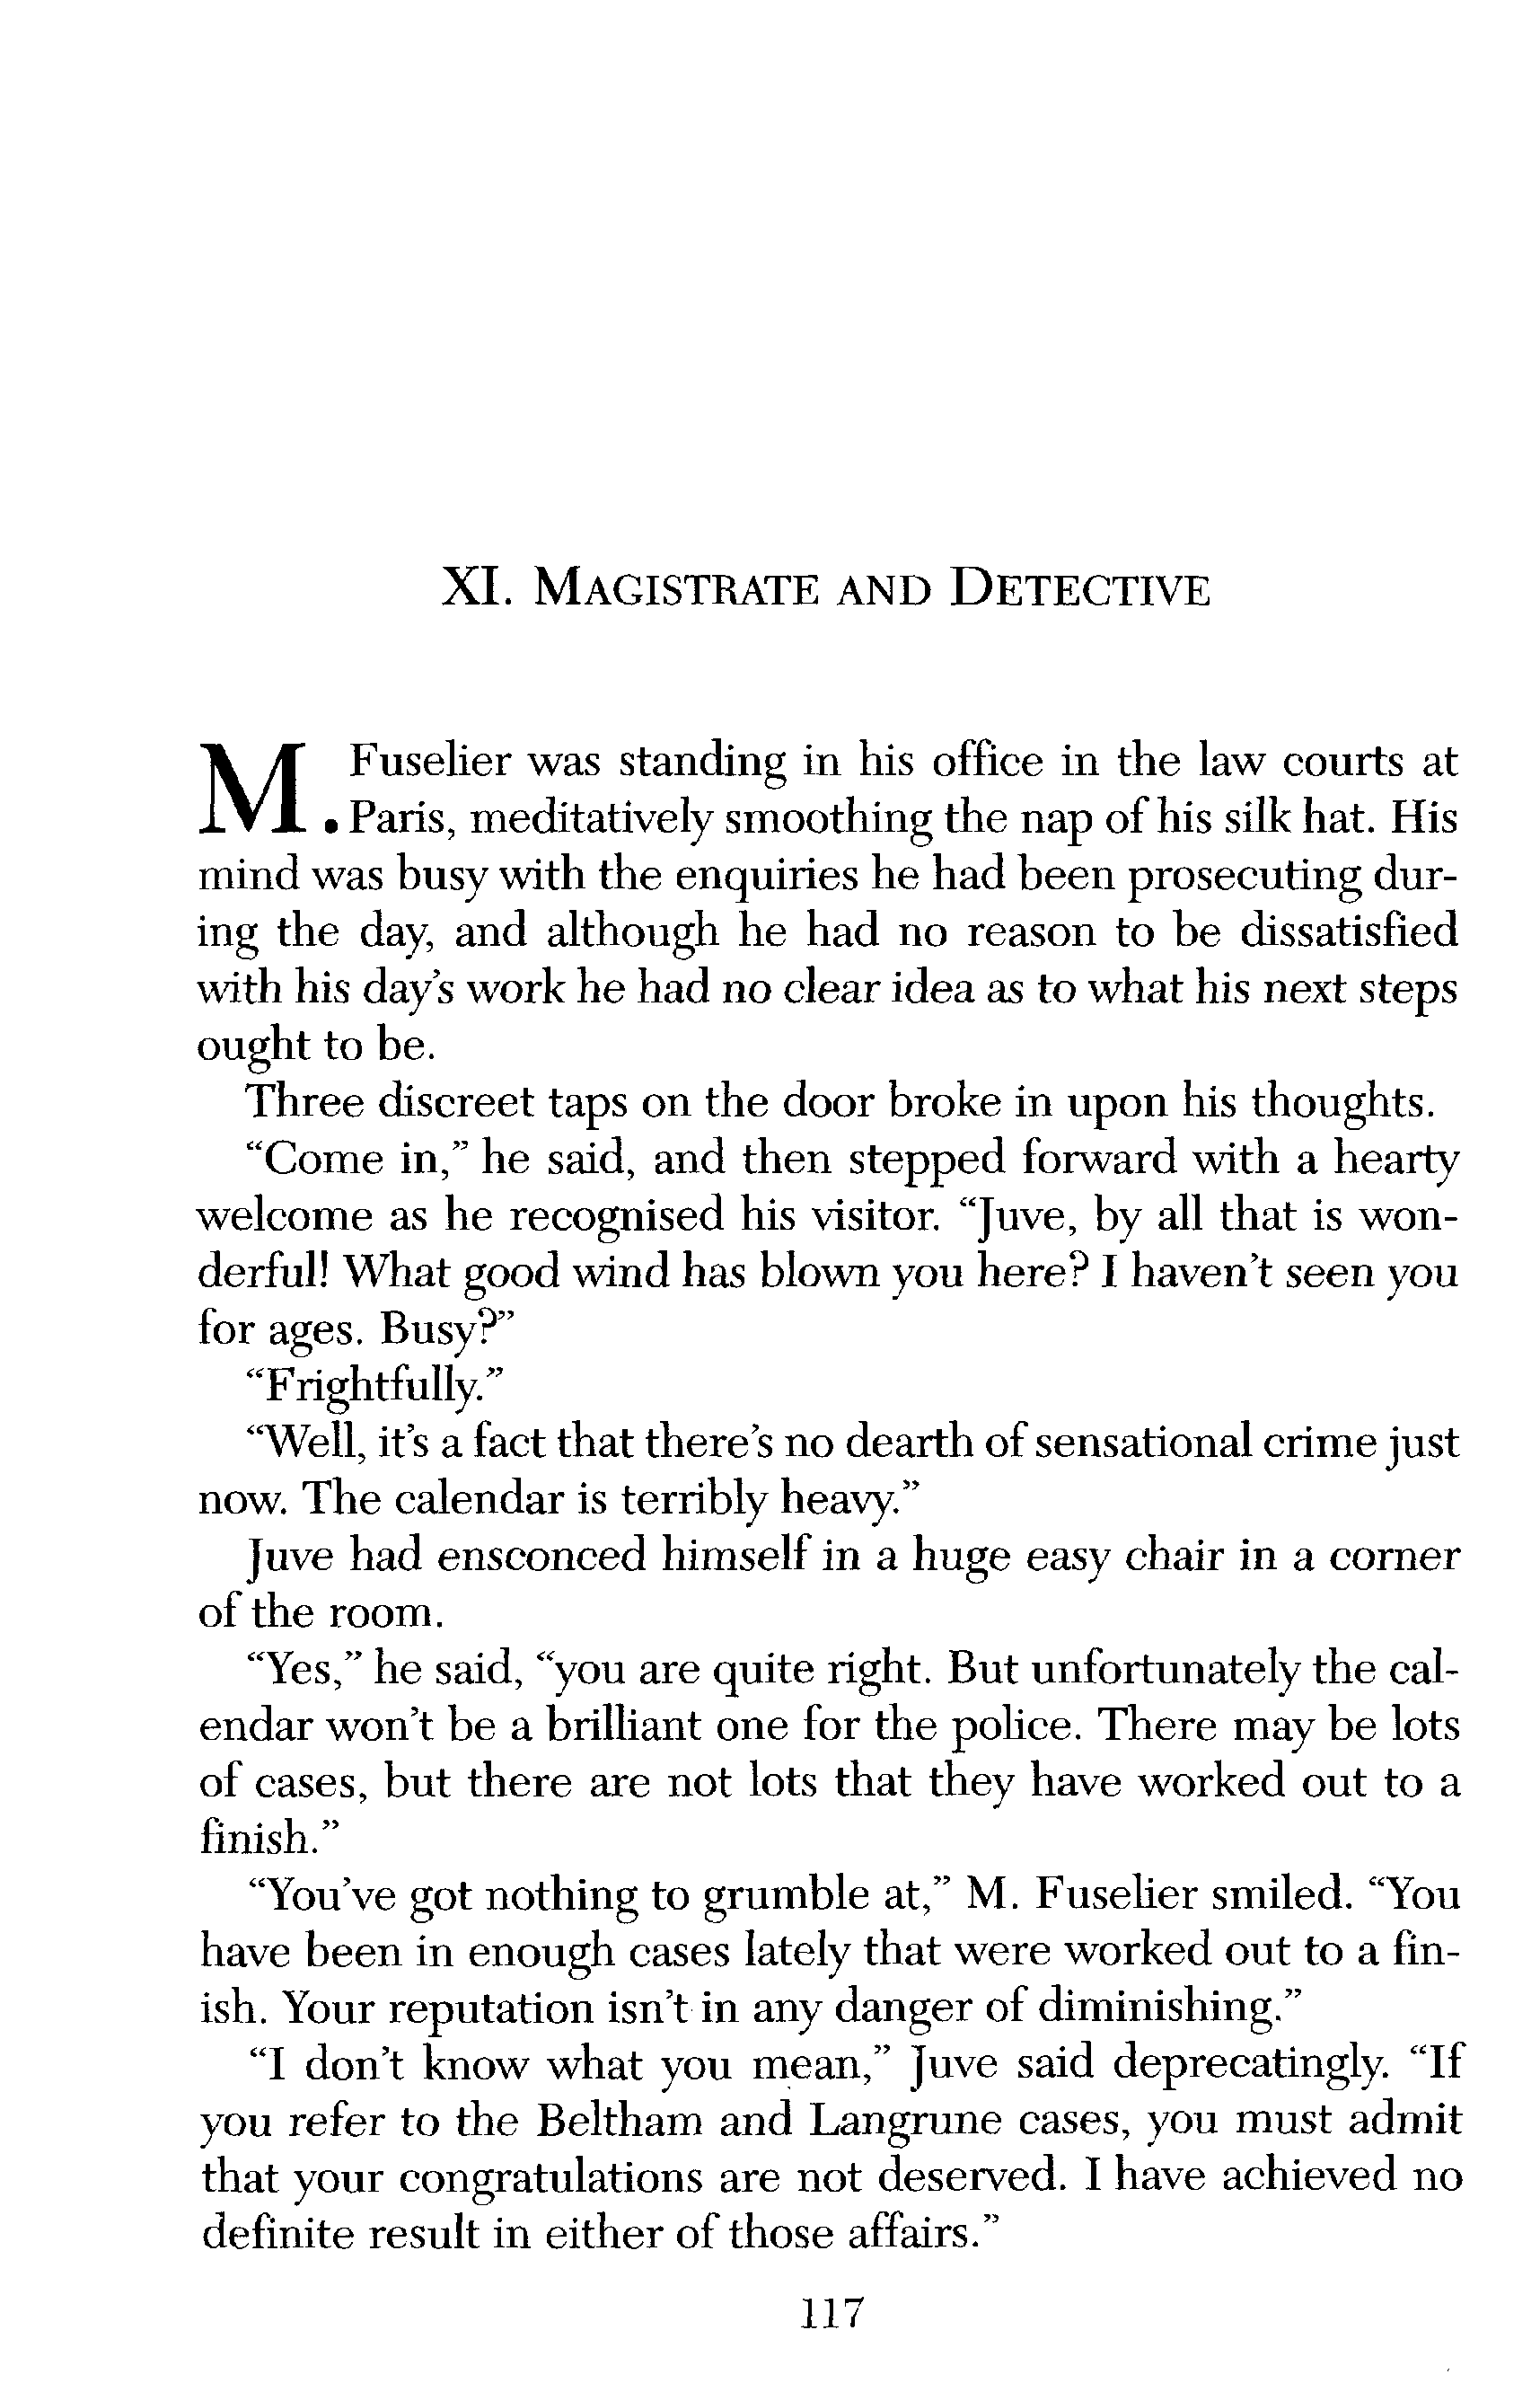 XI. MAGISTRATE AND DETECTIVE
M. Fuselier was standing in his office in the law courts at
Paris, meditatively smoothing the nap of his silk hat. His
mind was busy with the enquiries he had been prosecuting dur-
ing the day, and although he had no reason to be dissatisfied
with his day's work he had no clear idea as to what his next steps
ought to be.
Three discreet taps on the door broke in upon his thoughts.
"Come in," he said, and then stepped forward with a hearty
welcome as he recognised his visitor. "Juve, by all that is won-
derful! What good wind has blown you here? I haven't seen you
for ages. Busy?"
"Frightfully."
"Well, it's a fact that there's no dearth of sensational crime just
now. The calendar is terribly heavy."
Juve had ensconced himself in a huge easy chair in a corner
of the room.
"Yes," he said, "you are quite right. But unfortunately the cal-
endar won't be a brilliant one for the police. There may be lots
of cases, but there are not lots that they have worked out to a
finish."
"You've got nothing to grumble at," M. Fuselier smiled. "You
have been in enough cases lately that were worked out to a fin-
ish. Your reputation isn't in any danger of diminishing."
"I don't know what you mean," Juve said deprecatingly. "If
you refer to the Beltham and Langrune cases, you must admit
that your congratulations are not deserved. I have achieved no
definite result in either of those affairs."
117